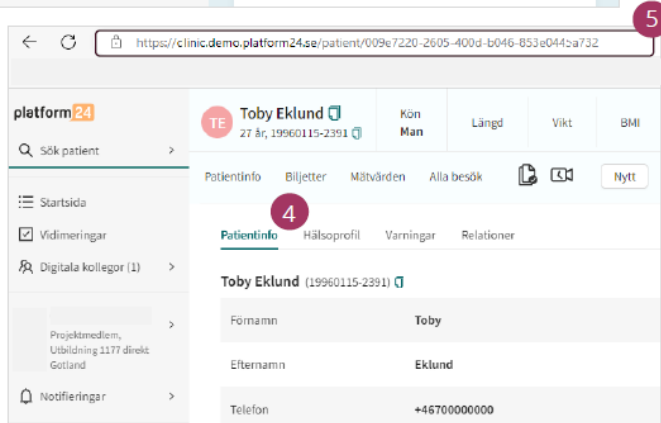 5
https://clinic.demo.platform24.se/patient/009e7220-2605-400d-b046-853e0445a732
platform24
Sök patient
Startsida
Vidimeringar
Digitala kollegor (1)
Projektmedlem,
Utbildning 1177 direkt
Gotland
Notifieringar
TE
Toby Eklund
27 år, 19960115-2391
Kön
Man
Längd
Vikt
BMI
Patientinfo Biljetter Mätvärden Alla besök Nytt
4
Patientinfo Hälsoprofil Varningar Relationer
Toby Eklund (19960115-2391)
Förnamn Toby
Efternamn Eklund
Telefon +46700000000